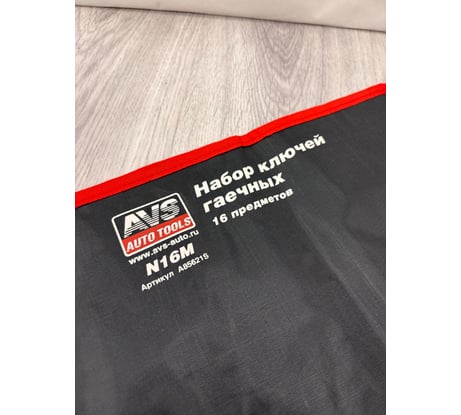 AVS
AUTO TOOLS
www.avs-auto.ru
N16M
Артикул A85621S
Набор ключей
гаечных
16 предметов